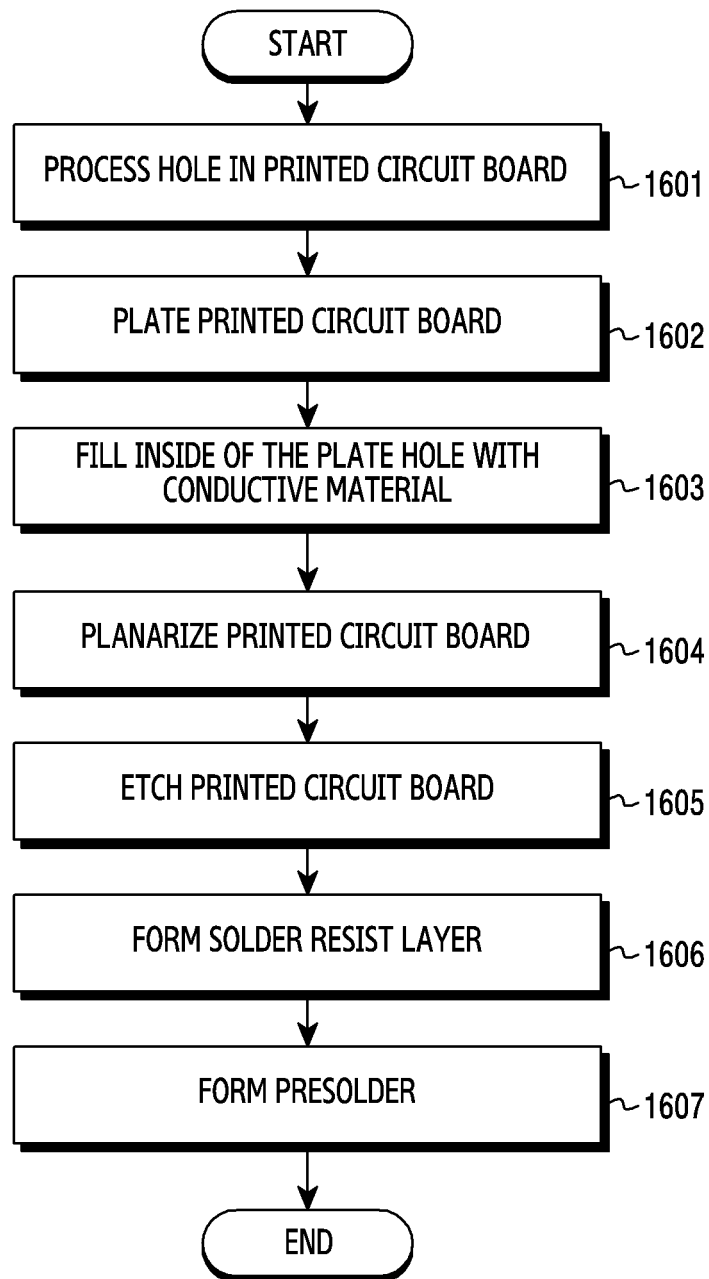 START
PROCESS HOLE IN PRINTED CIRCUIT BOARD
1601
PLATE PRINTED CIRCUIT BOARD
1602
FILL INSIDE OF THE PLATE HOLE WITH
CONDUCTIVE MATERIAL
1603
PLANARIZE PRINTED CIRCUIT BOARD
1604
ETCH PRINTED CIRCUIT BOARD
1605
FORM SOLDER RESIST LAYER
1606
FORM PRESOLDER
1607
END